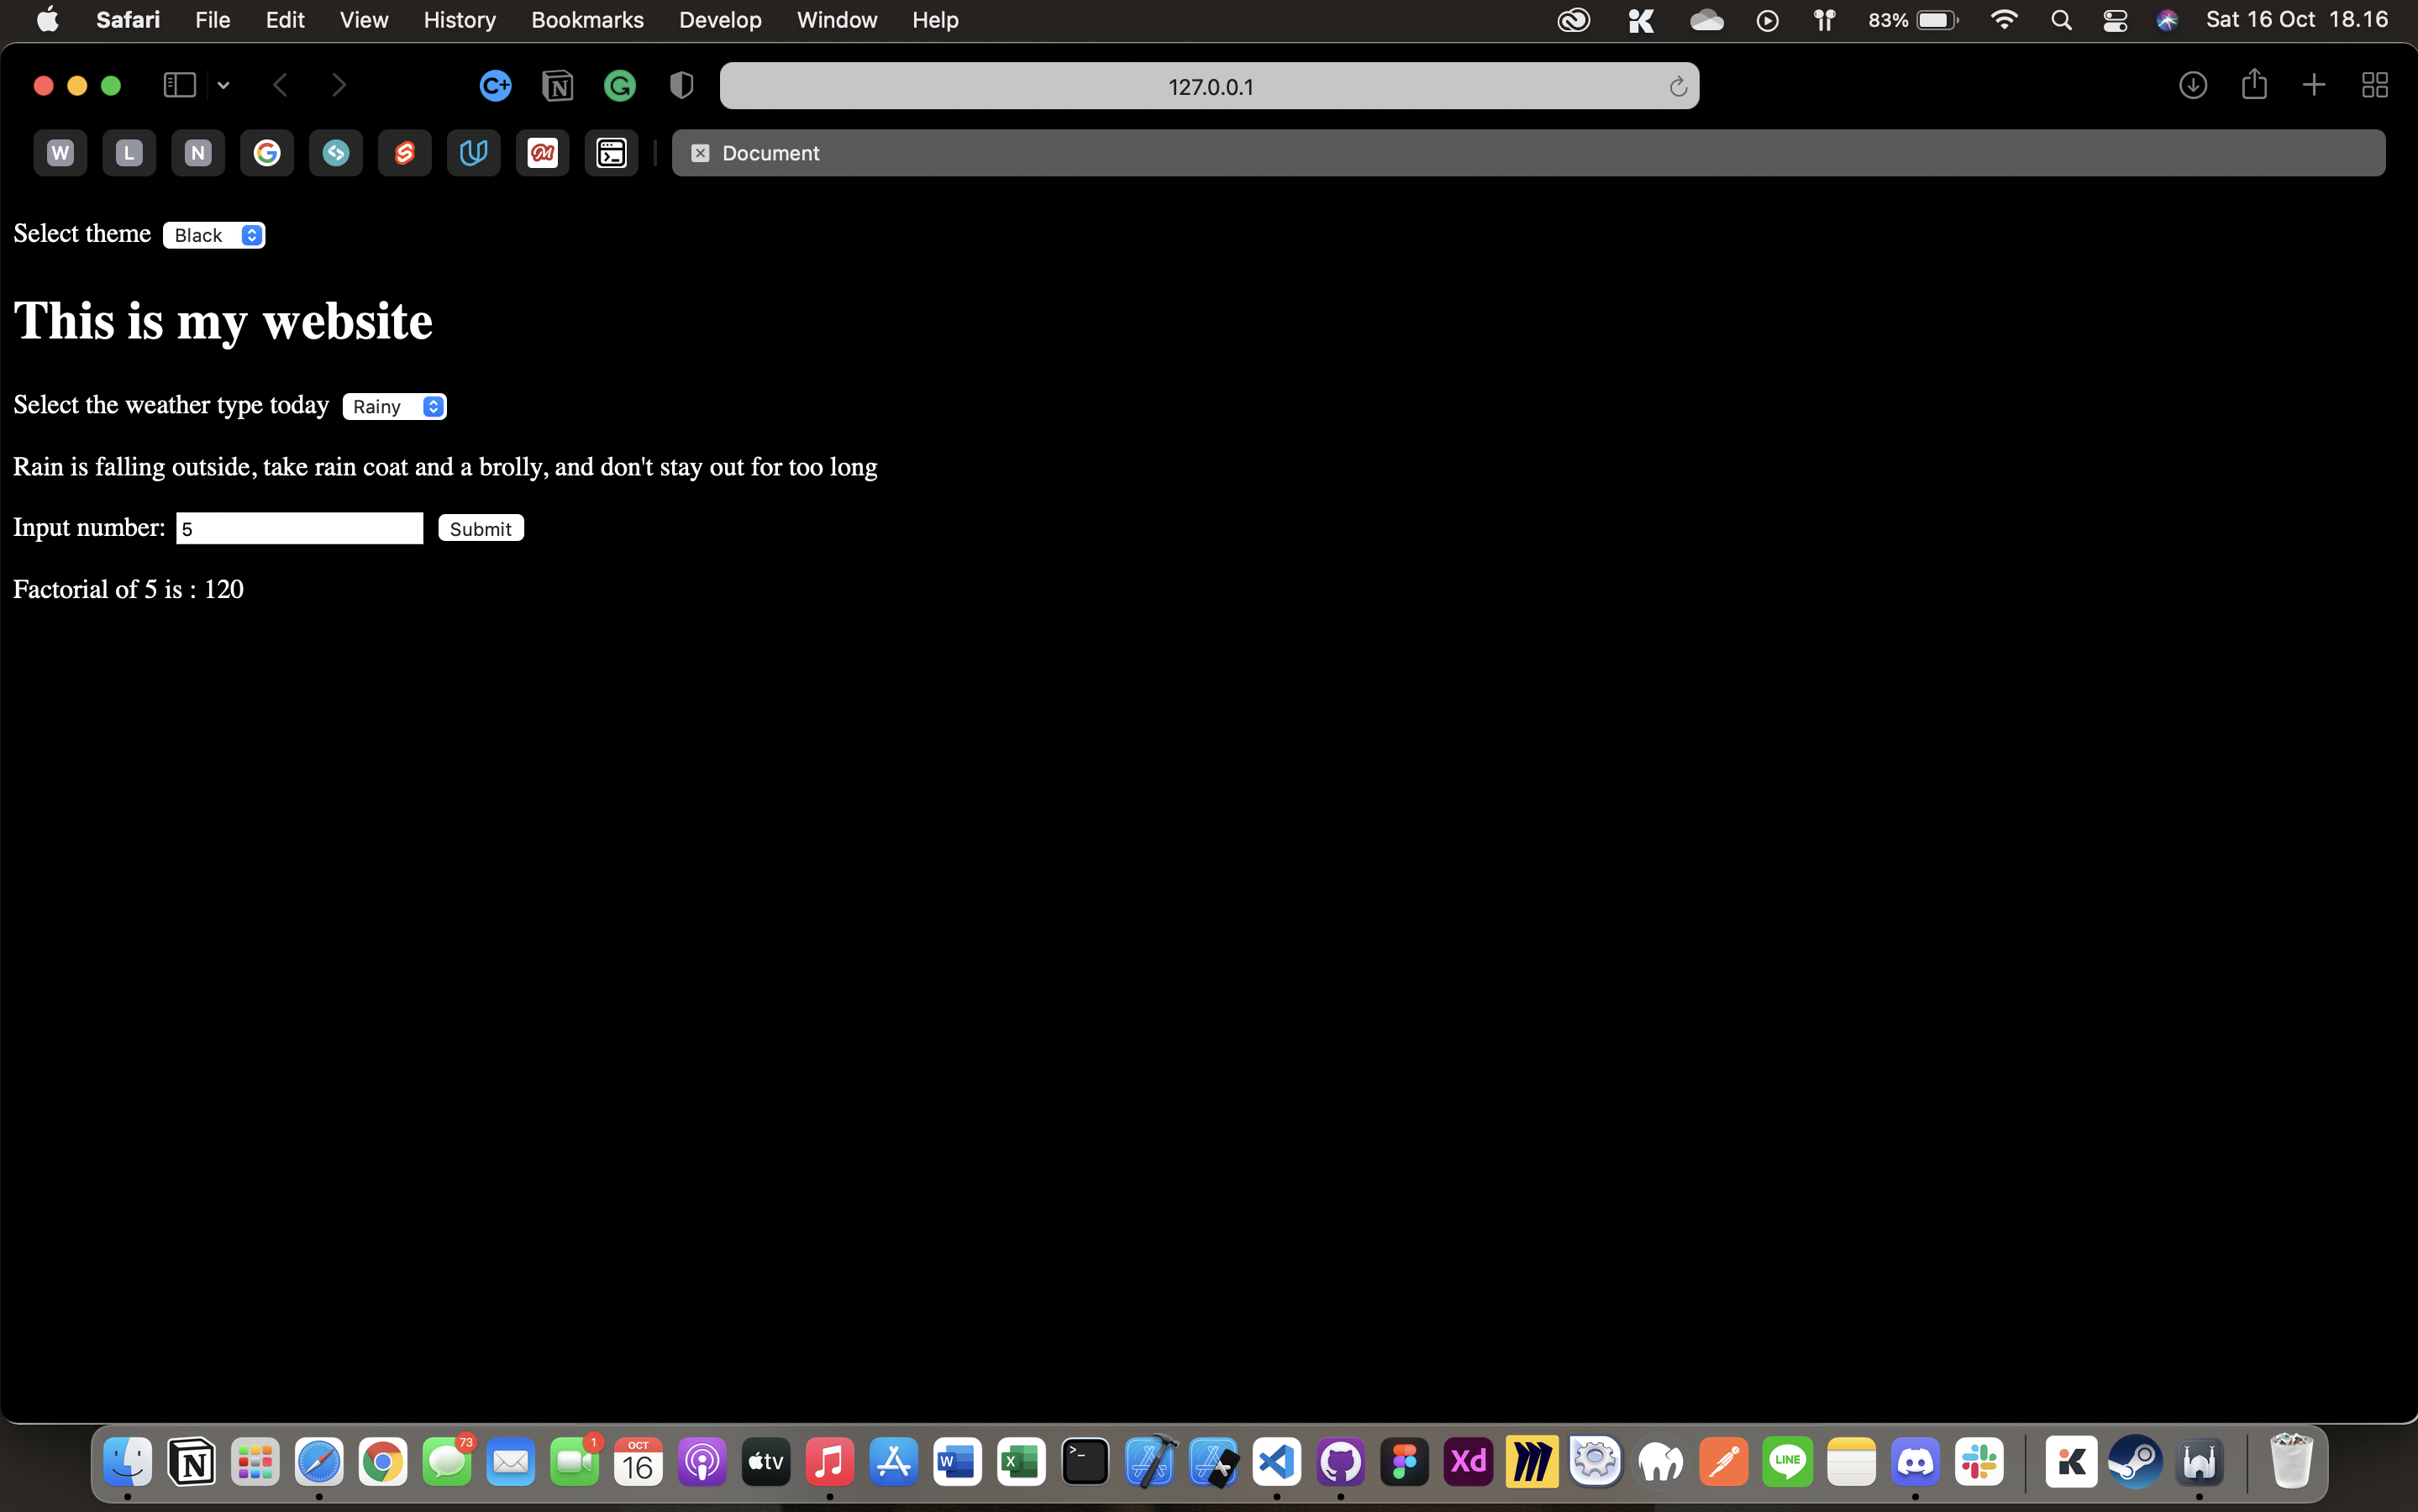 Safari File Edit View History Bookmarks Develop Window Help 83% Sat 16 Oct 18.16
C+ N G 127.0.0.1
W L N G Document
Select theme Black
This is my website
Select the weather type today Rainy
Rain is falling outside, take rain coat and a brolly, and don't stay out for too long
Input number: 5 Submit
Factorial of 5 is : 120
73 1 OCT
N 16 tv W X >_ Xd LINE K